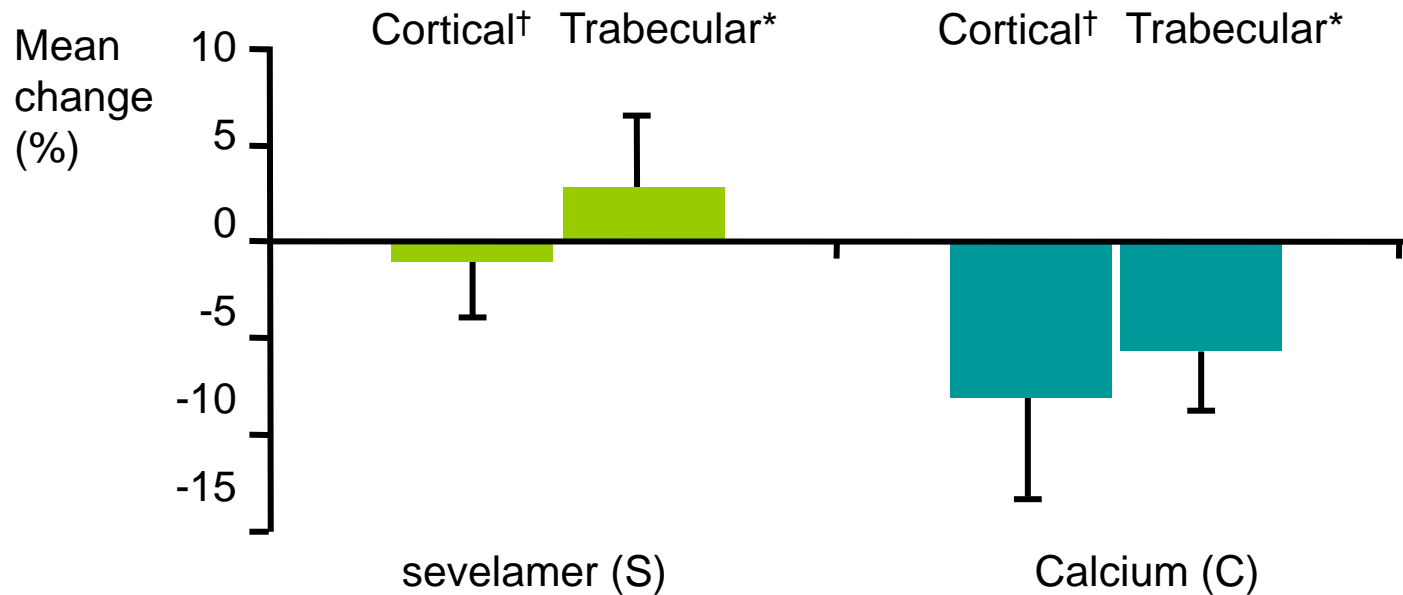 Mean
change
(%)
Cortical† Trabecular* Cortical† Trabecular*
10
5
0
-5
-10
-15
sevelamer (S) Calcium (C)